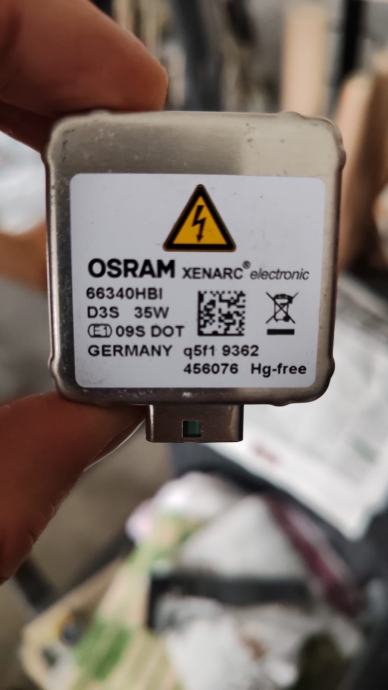 OSRAM XENARC® electronic
66340HBI
D3S 35W
E1 09S DOT
GERMANY q5f1 9362
456076 Hg-free